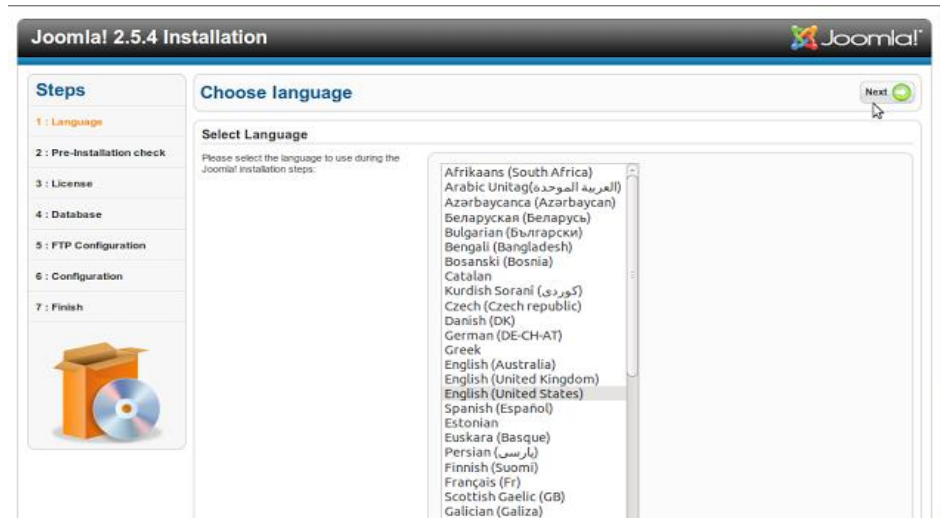 Joomla! 2.5.4 Installation
Joomla!
Steps
1 : Language
2 : Pre-Installation check
3 : License
4 : Database
5 : FTP Configuration
6 : Configuration
7 : Finish
Choose language
Next
Select Language
Please select the language to use during the
Joomla! installation steps:
Afrikaans (South Africa)
Arabic Unitag(العربية الموحدة)
Azərbaycanca (Azərbaycan)
Беларуская (Беларусь)
Bulgarian (Български)
Bengali (Bangladesh)
Bosanski (Bosnia)
Catalan
Kurdish Soranî (کوردی)
Czech (Czech republic)
Danish (DK)
German (DE-CH-AT)
Greek
English (Australia)
English (United Kingdom)
English (United States)
Spanish (Español)
Estonian
Euskara (Basque)
Persian (پارسی)
Finnish (Suomi)
Français (Fr)
Scottish Gaelic (GB)
Galician (Galiza)